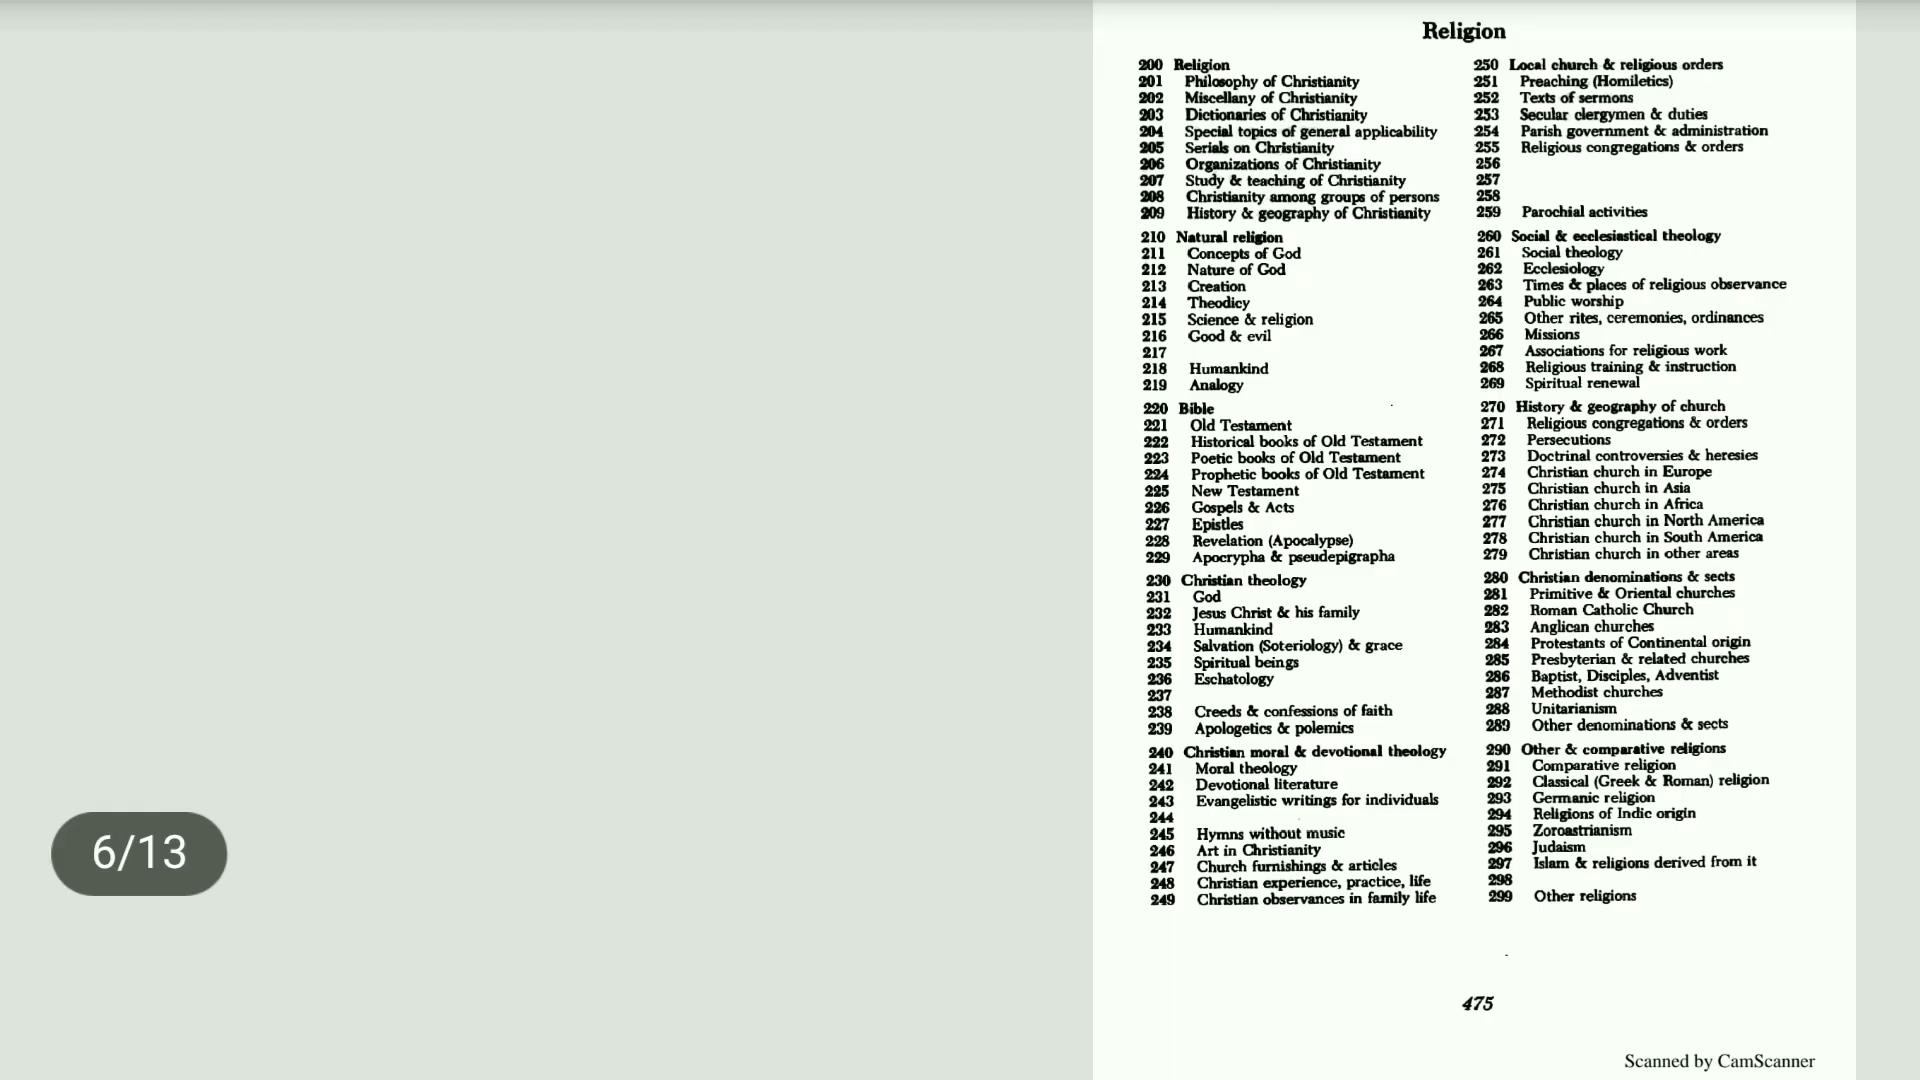 Religion
200 Religion
201 Philosophy of Christianity
202 Miscellany of Christianity
203 Dictionaries of Christianity
204 Special topics of general applicability
205 Serials on Christianity
206 Organizations of Christianity
207 Study & teaching of Christianity
208 Christianity among groups of persons
209 History & geography of Christianity
210 Natural religion
211 Concepts of God
212 Nature of God
213 Creation
214 Theodicy
215 Science & religion
216 Good & evil
217
218 Humankind
219 Analogy
220 Bible
221 Old Testament
222 Historical books of Old Testament
223 Poetic books of Old Testament
224 Prophetic books of Old Testament
225 New Testament
226 Gospels & Acts
227 Epistles
228 Revelation (Apocalypse)
229 Apocrypha & pseudepigrapha
230 Christian theology
231 God
232 Jesus Christ & his family
233 Humankind
234 Salvation (Soteriology) & grace
235 Spiritual beings
236 Eschatology
237
238 Creeds & confessions of faith
239 Apologetics & polemics
240 Christian moral & devotional theology
241 Moral theology
242 Devotional literature
243 Evangelistic writings for individuals
244
245 Hymns without music
246 Art in Christianity
247 Church furnishings & articles
248 Christian experience, practice, life
249 Christian observances in family life
250 Local church & religious orders
251 Preaching (Homiletics)
252 Texts of sermons
253 Secular clergymen & duties
254 Parish government & administration
255 Religious congregations & orders
256
257
258
259 Parochial activities
260 Social & ecclesiastical theology
261 Social theology
262 Ecclesiology
263 Times & places of religious observance
264 Public worship
265 Other rites, ceremonies, ordinances
266 Missions
267 Associations for religious work
268 Religious training & instruction
269 Spiritual renewal
270 History & geography of church
271 Religious congregations & orders
272 Persecutions
273 Doctrinal controversies & heresies
274 Christian church in Europe
275 Christian church in Asia
276 Christian church in Africa
277 Christian church in North America
278 Christian church in South America
279 Christian church in other areas
280 Christian denominations & sects
281 Primitive & Oriental churches
282 Roman Catholic Church
283 Anglican churches
284 Protestants of Continental origin
285 Presbyterian & related churches
286 Baptist, Disciples, Adventist
287 Methodist churches
288 Unitarianism
289 Other denominations & sects
290 Other & comparative religions
291 Comparative religion
292 Classical (Greek & Roman) religion
293 Germanic religion
294 Religions of Indic origin
295 Zoroastrianism
296 Judaism
297 Islam & religions derived from it
298
299 Other religions
6/13
475
Scanned by CamScanner